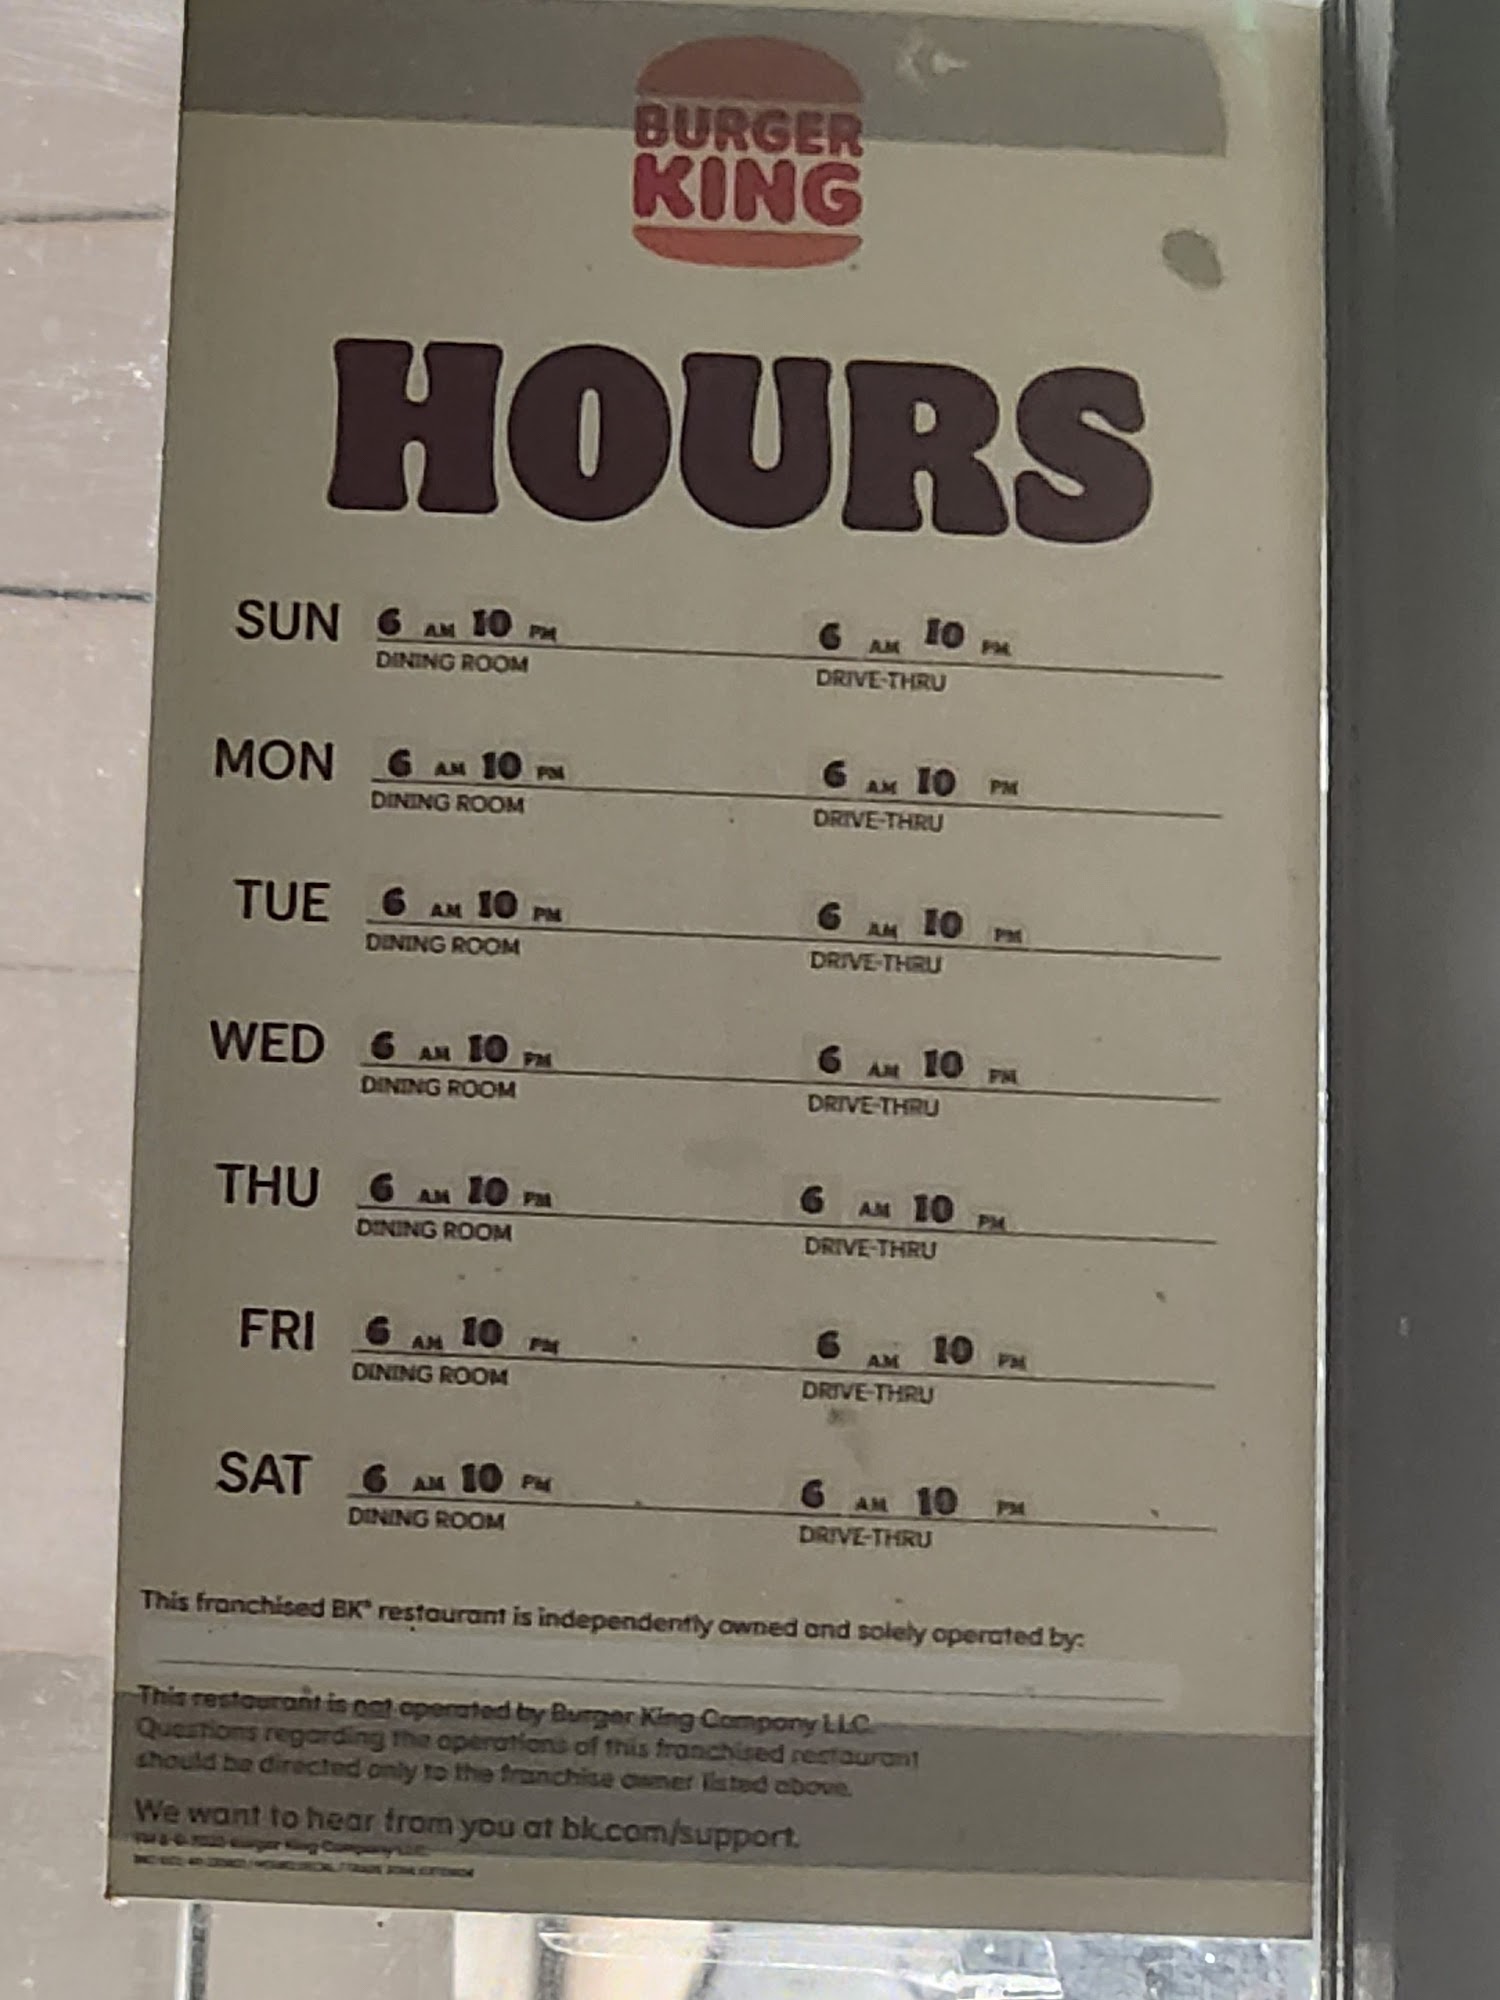 BURGER
KING
HOURS
SUN 6 AM 10 PM 6 AM 10 PM
DINING ROOM DRIVE-THRU
MON 6 AM 10 PM 6 AM 10 PM
DINING ROOM DRIVE-THRU
TUE 6 AM 10 PM 6 AM 10 PM
DINING ROOM DRIVE-THRU
WED 6 AM 10 PM 6 AM 10 PM
DINING ROOM DRIVE-THRU
THU 6 AM 10 PM 6 AM 10 PM
DINING ROOM DRIVE-THRU
FRI 6 AM 10 PM 6 AM 10 PM
DINING ROOM DRIVE-THRU
SAT 6 AM 10 PM 6 AM 10 PM
DINING ROOM DRIVE-THRU
This franchised BK® restaurant is independently owned and solely operated by:
This restaurant is not operated by Burger King Company LLC.
Questions regarding the operations of this franchised restaurant
should be directed only to the franchise owner listed above.
We want to hear from you at bk.com/support.
Burger King Company LLC.